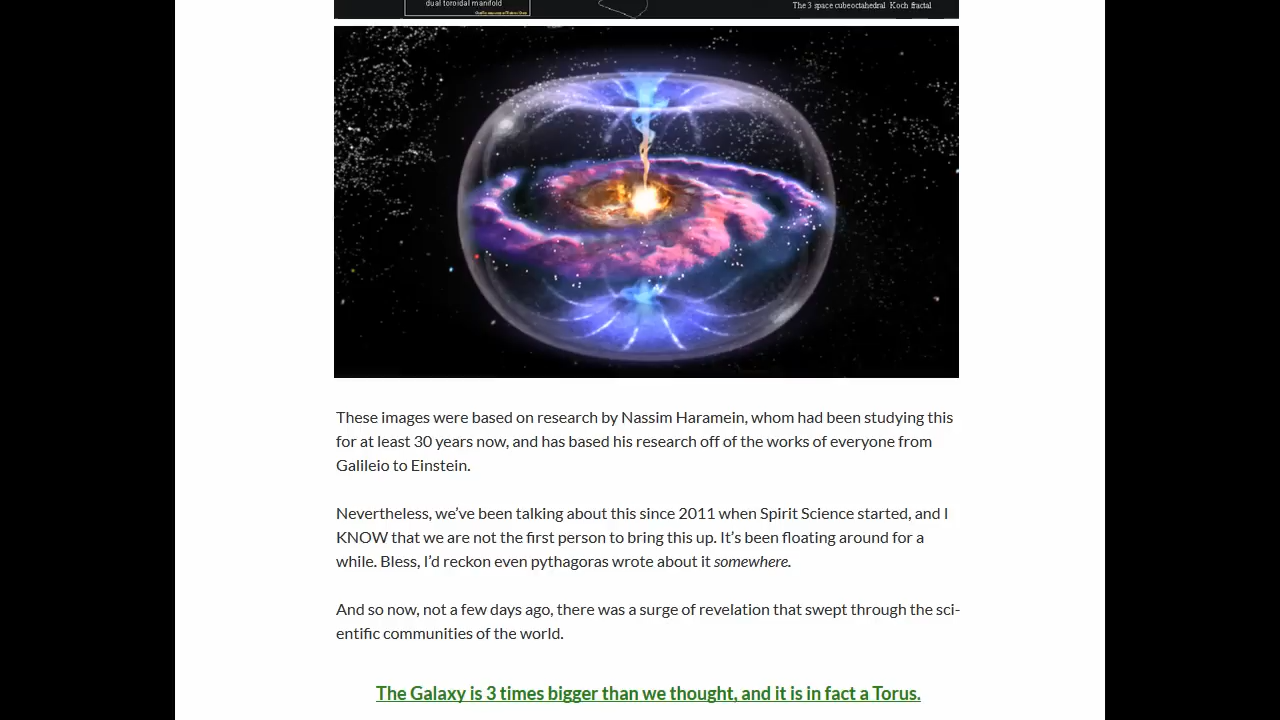 dual toroidal manifold
The 3 space cubeoctahedral Koch fractal
These images were based on research by Nassim Haramein, whom had been studying this
for at least 30 years now, and has based his research off of the works of everyone from
Galileio to Einstein.
Nevertheless, we’ve been talking about this since 2011 when Spirit Science started, and I
KNOW that we are not the first person to bring this up. It’s been floating around for a
while. Bless, I’d reckon even pythagoras wrote about it somewhere.
And so now, not a few days ago, there was a surge of revelation that swept through the sci-
entific communities of the world.
The Galaxy is 3 times bigger than we thought, and it is in fact a Torus.